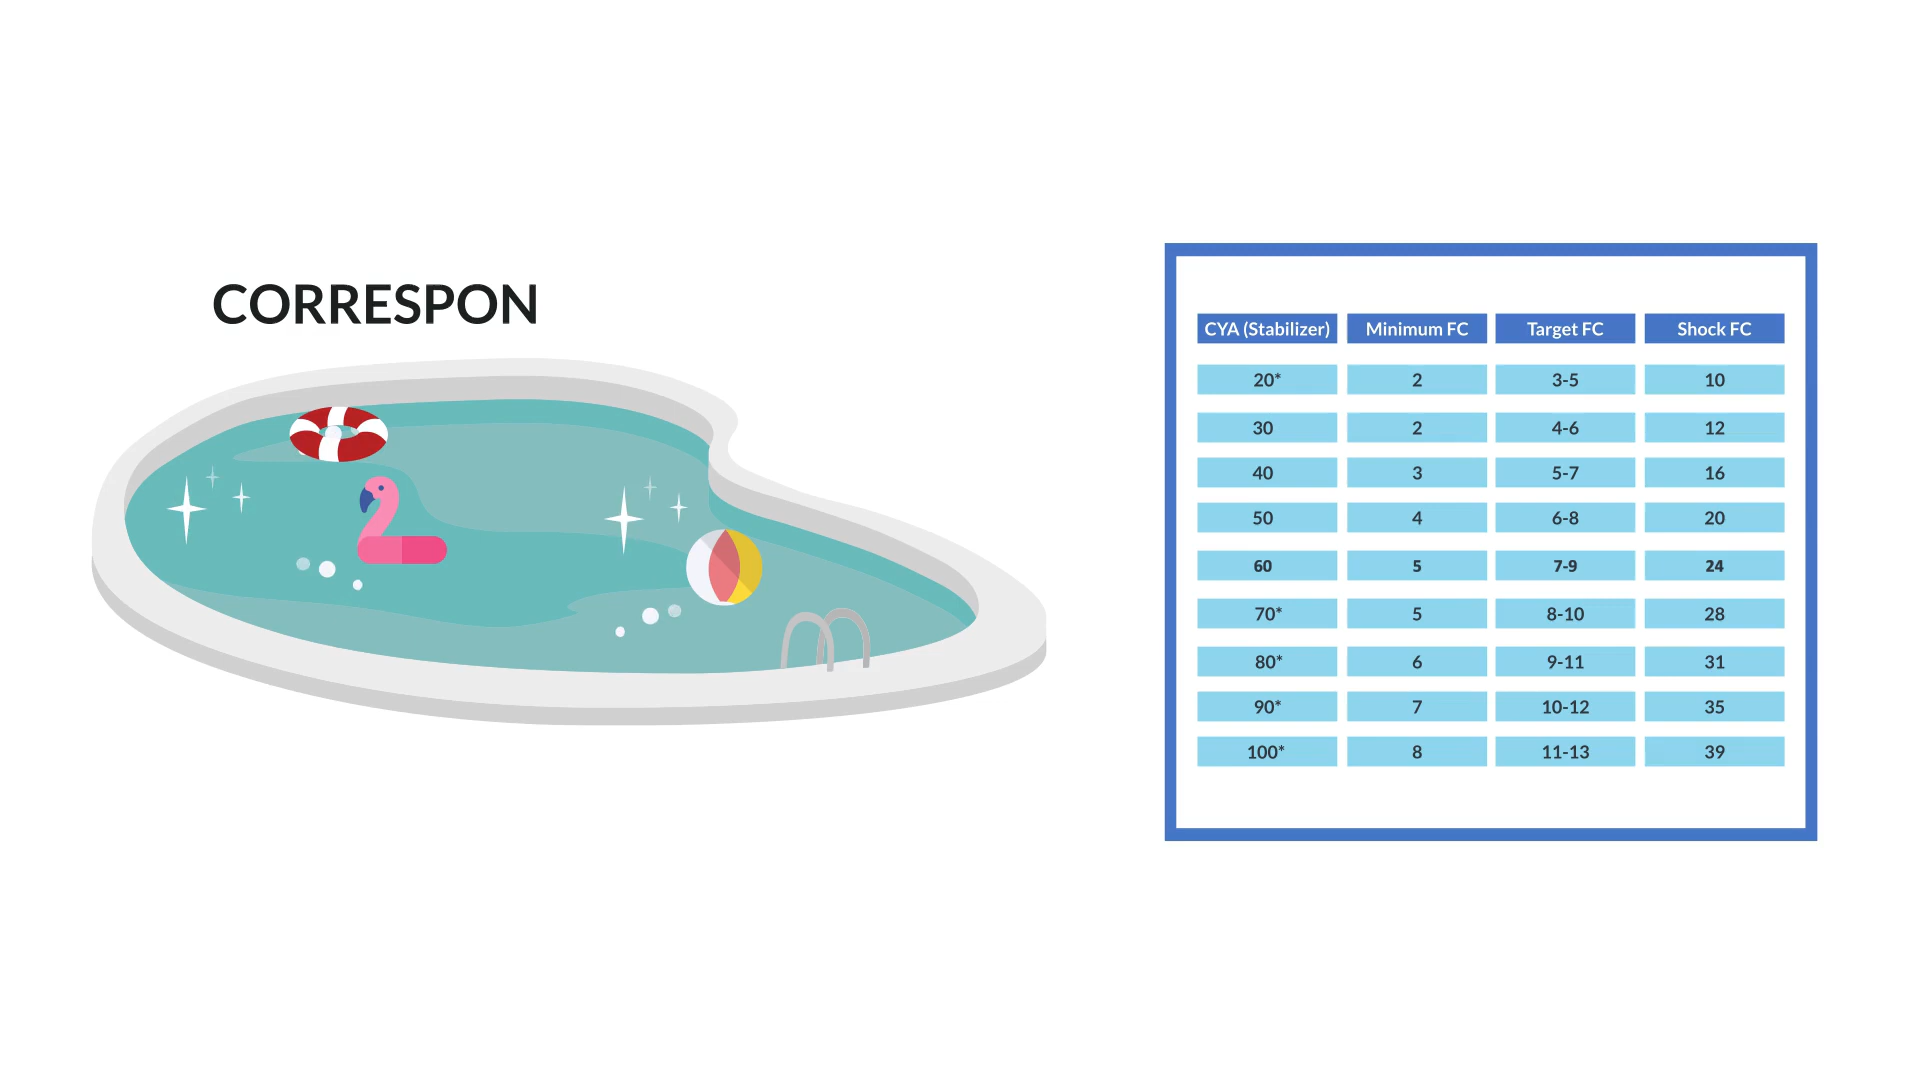 CORRESPON
CYA (Stabilizer) Minimum FC Target FC Shock FC
20* 2 3-5 10
30 2 4-6 12
40 3 5-7 16
50 4 6-8 20
60 5 7-9 24
70* 5 8-10 28
80* 6 9-11 31
90* 7 10-12 35
100* 8 11-13 39